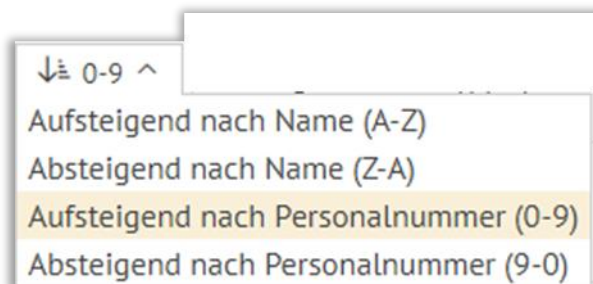 0-9
Aufsteigend nach Name (A-Z)
Absteigend nach Name (Z-A)
Aufsteigend nach Personalnummer (0-9)
Absteigend nach Personalnummer (9-0)